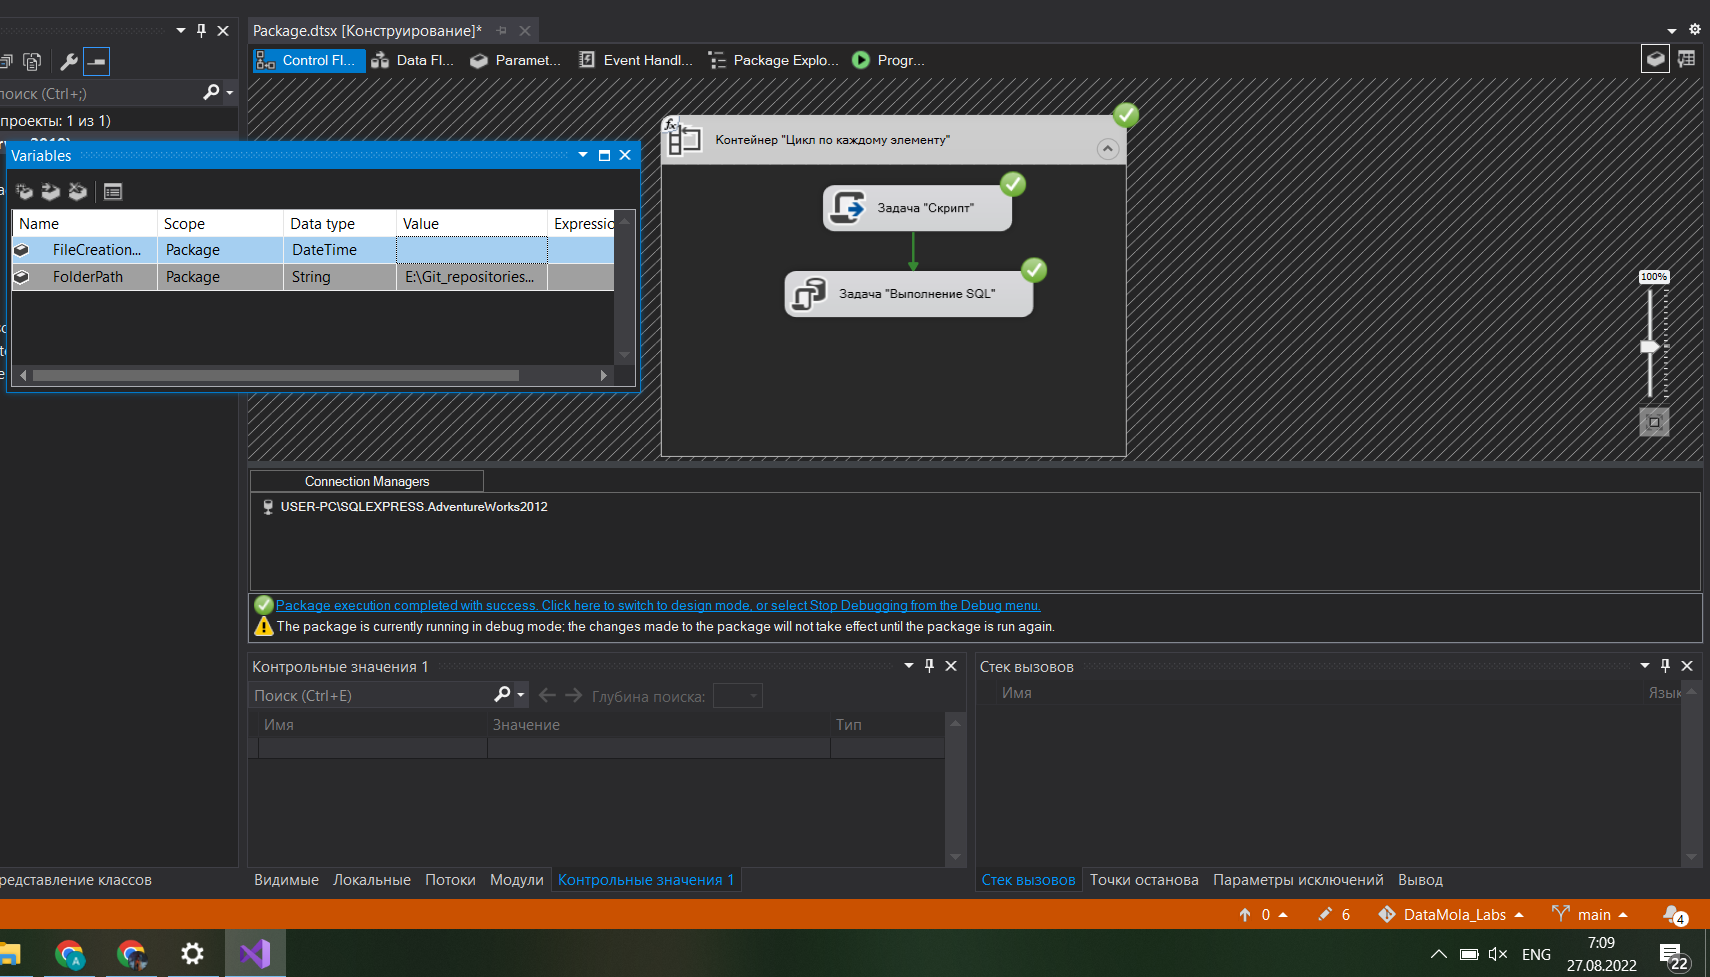 Package.dtsx [Конструирование]*
Control Fl... Data Fl... Paramet... Event Handl... Package Explo... Progr...
поиск (Ctrl+;)
проекты: 1 из 1)
Variables
Name Scope Data type Value Expressio
FileCreation... Package DateTime
FolderPath Package String E:\Git_repositories...
Контейнер "Цикл по каждому элементу"
Задача "Скрипт"
Задача "Выполнение SQL"
100%
Connection Managers
USER-PC\SQLEXPRESS.AdventureWorks2012
Package execution completed with success. Click here to switch to design mode, or select Stop Debugging from the Debug menu.
The package is currently running in debug mode; the changes made to the package will not take effect until the package is run again.
Контрольные значения 1
Поиск (Ctrl+E) Глубина поиска:
Имя Значение Тип
Стек вызовов
Имя Язык
редставление классов
Видимые Локальные Потоки Модули Контрольные значения 1
Стек вызовов Точки останова Параметры исключений Вывод
0 6 DataMola_Labs main 4
A ENG 7:09
27.08.2022 22